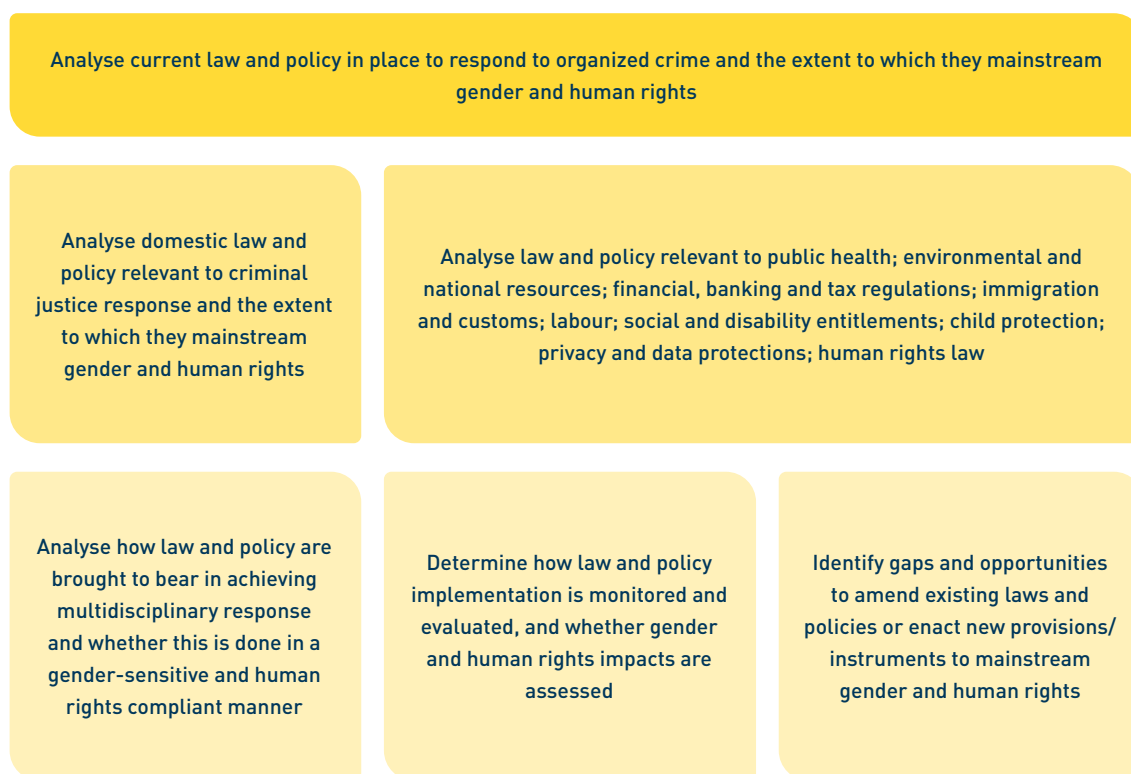 Analyse current law and policy in place to respond to organized crime and the extent to which they mainstream
gender and human rights
Analyse domestic law and
policy relevant to criminal
justice response and the extent
to which they mainstream
gender and human rights
Analyse law and policy relevant to public health; environmental and
national resources; financial, banking and tax regulations; immigration
and customs; labour; social and disability entitlements; child protection;
privacy and data protections; human rights law
Analyse how law and policy are
brought to bear in achieving
multidisciplinary response
and whether this is done in a
gender-sensitive and human
rights compliant manner
Determine how law and policy
implementation is monitored and
evaluated, and whether gender
and human rights impacts are
assessed
Identify gaps and opportunities
to amend existing laws and
policies or enact new provisions/
instruments to mainstream
gender and human rights